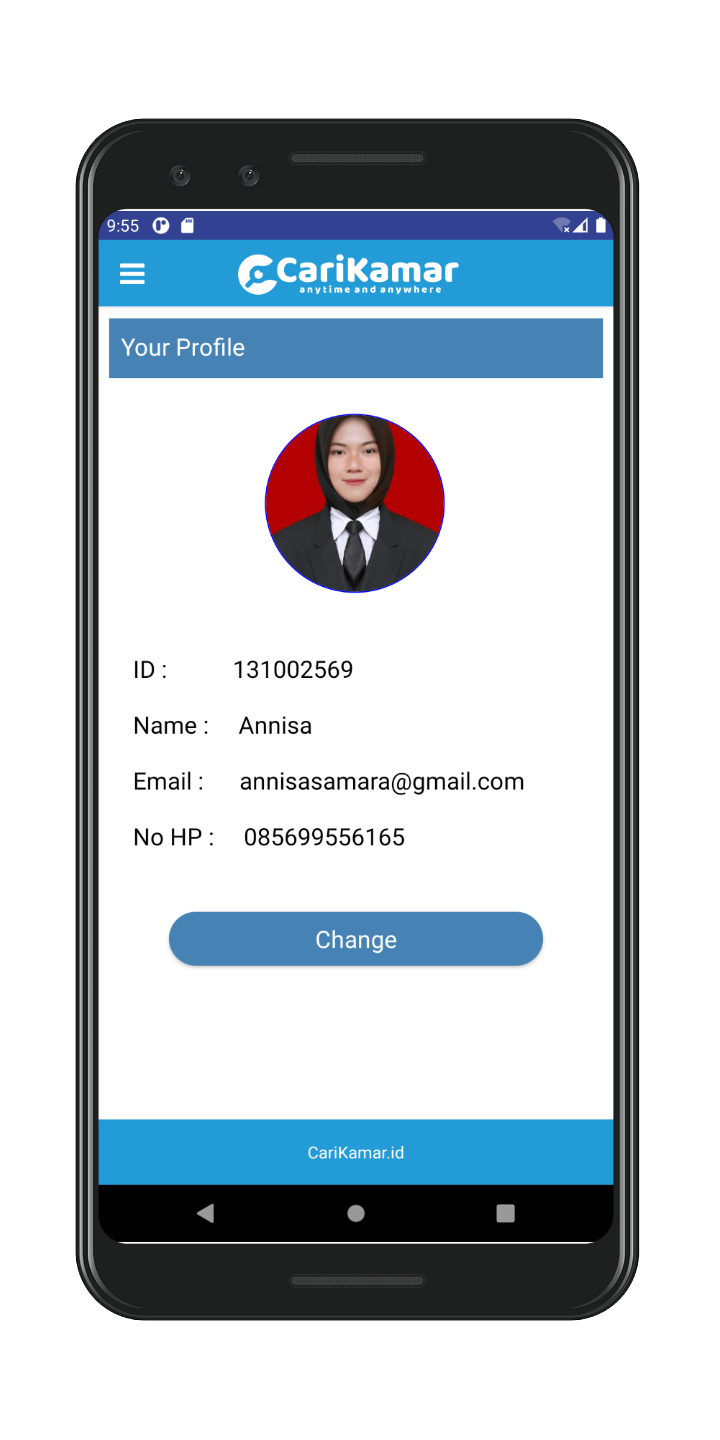 9:55
CariKamar
anytime and anywhere
Your Profile
ID : 131002569
Name : Annisa
Email : annisasamara@gmail.com
No HP : 085699556165
Change
CariKamar.id